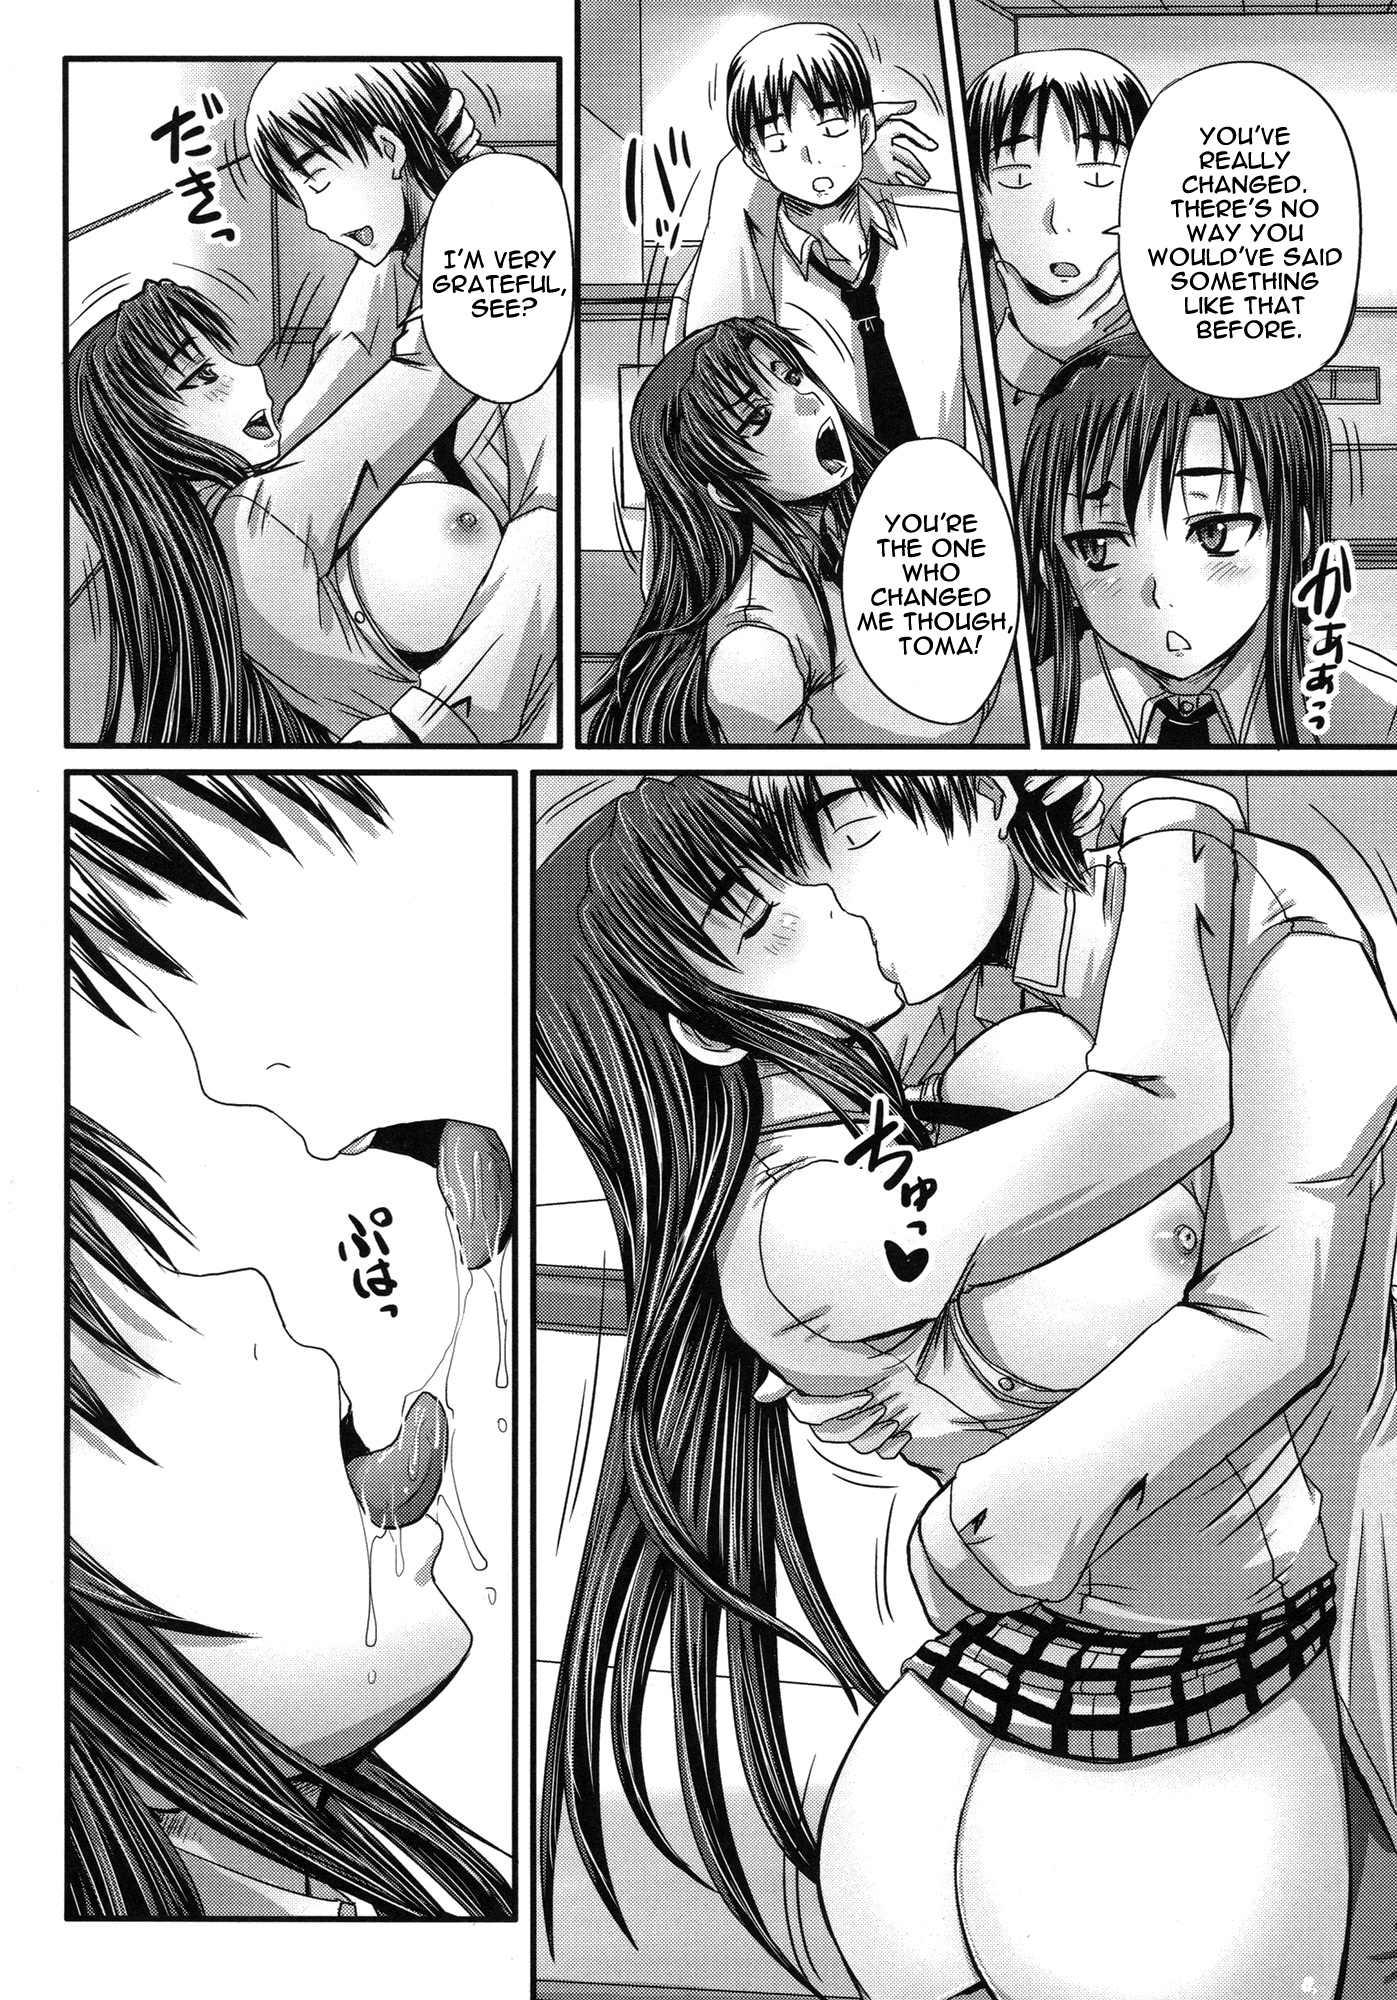 YOU'VE
REALLY
CHANGED.
THERE'S NO
WAY YOU
WOULD'VE SAID
SOMETHING
LIKE THAT
BEFORE.
かあぁっ
YOU'RE
THE ONE
WHO
CHANGED
ME THOUGH,
TOMA!
I'M VERY
GRATEFUL,
SEE?
だきっ
ちゅっ♥
ぷはっ